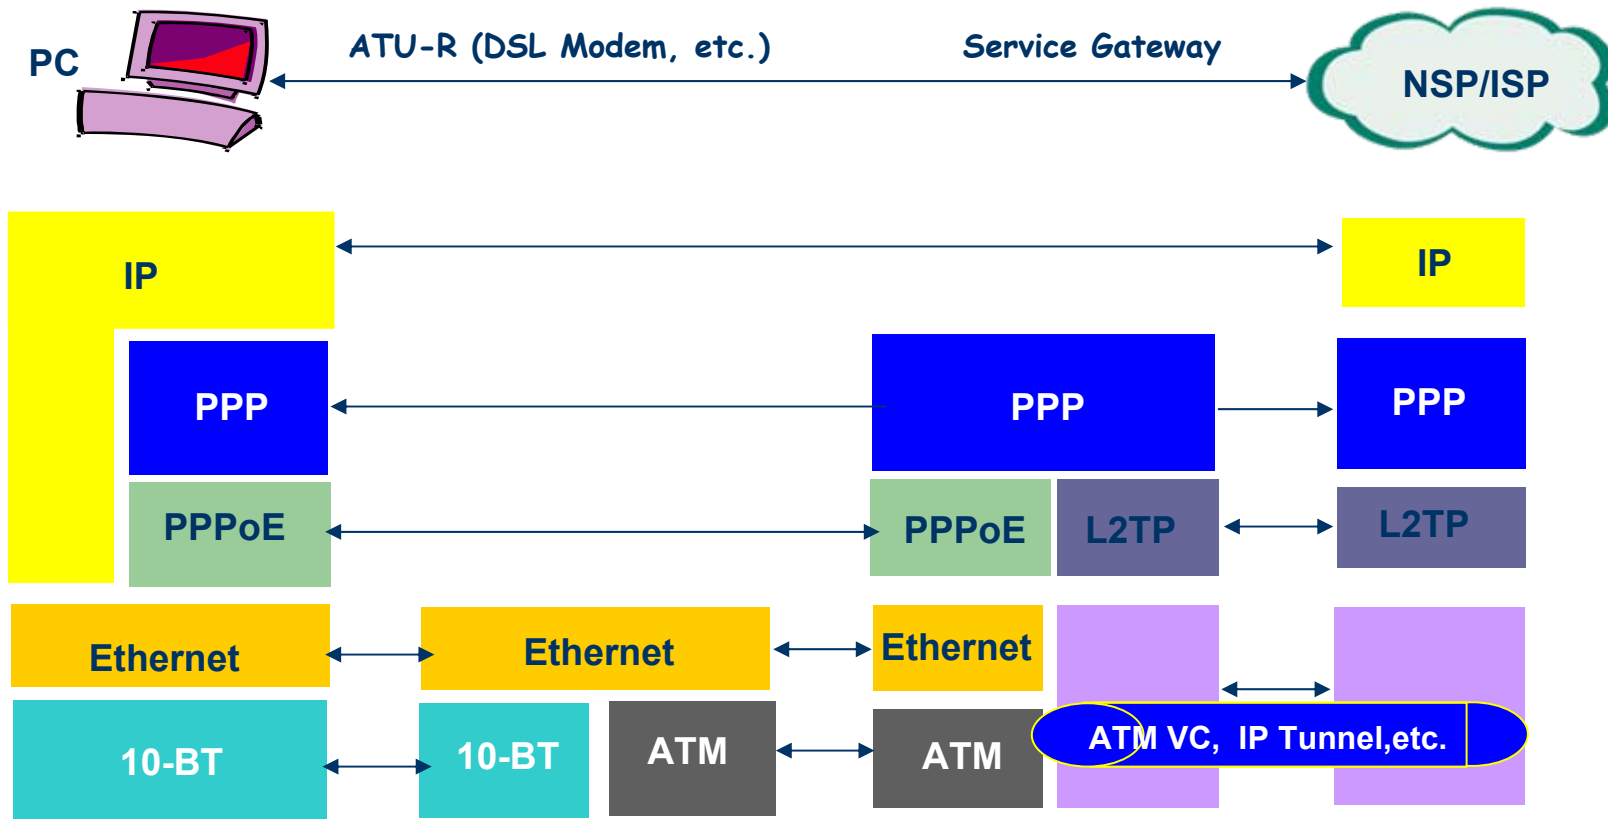 PC
ATU-R (DSL Modem, etc.)
Service Gateway
NSP/ISP
IP
IP
PPP
PPP
PPP
PPPoE
PPPoE
L2TP
L2TP
Ethernet
Ethernet
Ethernet
10-BT
10-BT
ATM
ATM
ATM VC, IP Tunnel,etc.